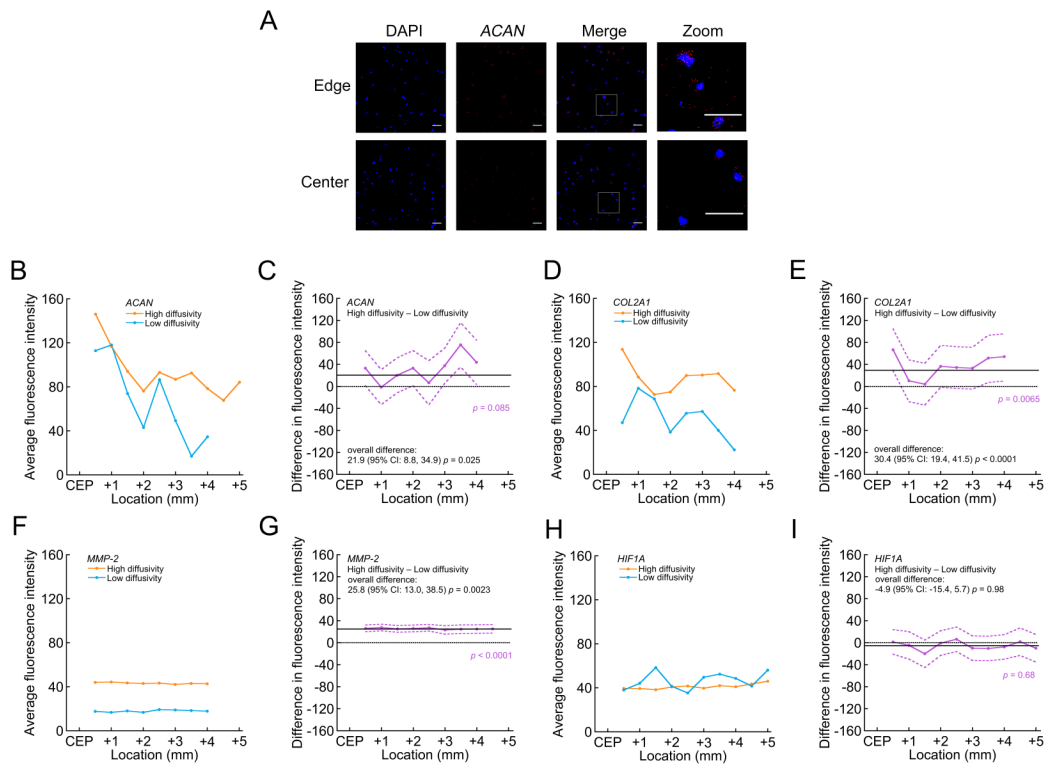 A
DAPI ACAN Merge Zoom
Edge
Center
B
Average fluorescence intensity
160
120
80
40
0
ACAN
High diffusivity
Low diffusivity
CEP +1 +2 +3 +4 +5
Location (mm)
C
Difference in fluorescence intensity
160
120
80
40
0
-40
-80
-120
-160
ACAN
High diffusivity – Low diffusivity
p = 0.085
overall difference:
21.9 (95% CI: 8.8, 34.9) p = 0.025
CEP +1 +2 +3 +4 +5
Location (mm)
D
Average fluorescence intensity
160
120
80
40
0
COL2A1
High diffusivity
Low diffusivity
CEP +1 +2 +3 +4 +5
Location (mm)
E
Difference in fluorescence intensity
160
120
80
40
0
-40
-80
-120
-160
COL2A1
High diffusivity – Low diffusivity
p = 0.0065
overall difference:
30.4 (95% CI: 19.4, 41.5) p < 0.0001
CEP +1 +2 +3 +4 +5
Location (mm)
F
Average fluorescence intensity
160
120
80
40
0
MMP-2
High diffusivity
Low diffusivity
CEP +1 +2 +3 +4 +5
Location (mm)
G
Difference in fluorescence intensity
160
120
80
40
0
-40
-80
-120
-160
MMP-2
High diffusivity – Low diffusivity
overall difference:
25.8 (95% CI: 13.0, 38.5) p = 0.0023
p < 0.0001
CEP +1 +2 +3 +4 +5
Location (mm)
H
Average fluorescence intensity
160
120
80
40
0
HIF1A
High diffusivity
Low diffusivity
CEP +1 +2 +3 +4 +5
Location (mm)
I
Difference in fluorescence intensity
160
120
80
40
0
-40
-80
-120
-160
HIF1A
High diffusivity – Low diffusivity
overall difference:
-4.9 (95% CI: -15.4, 5.7) p = 0.98
p = 0.68
CEP +1 +2 +3 +4 +5
Location (mm)